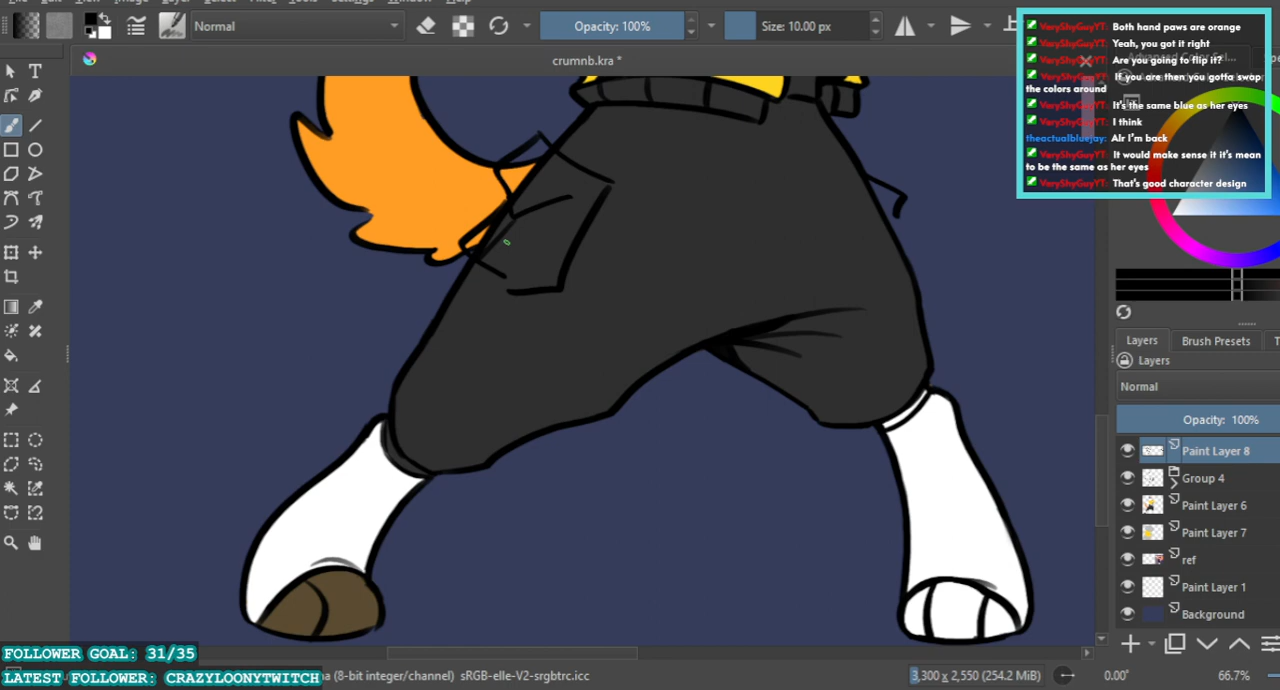 Normal
Opacity: 100%
Size: 10.00 px
crumnb.kra *
VeryShyGuyYT: Both hand paws are orange
VeryShyGuyYT: Yeah, you got it right
VeryShyGuyYT: Are you going to flip it?
VeryShyGuyYT: If you are then you gotta swap
the colors around
VeryShyGuyYT: It's the same blue as her eyes
VeryShyGuyYT: I think
theactualbluejay: Alr I'm back
VeryShyGuyYT: It would make sense it it's mean
to be the same as her eyes
VeryShyGuyYT: That's good character design
Layers
Brush Presets
Layers
Normal
Opacity: 100%
Paint Layer 8
Group 4
Paint Layer 6
Paint Layer 7
ref
Paint Layer 1
Background
FOLLOWER GOAL: 31/35
LATEST FOLLOWER: CRAZYLOONYTWITCH
(8-bit integer/channel) sRGB-elle-V2-srgbtrc.icc
3,300 x 2,550 (254.2 MiB)
0.00°
66.7%